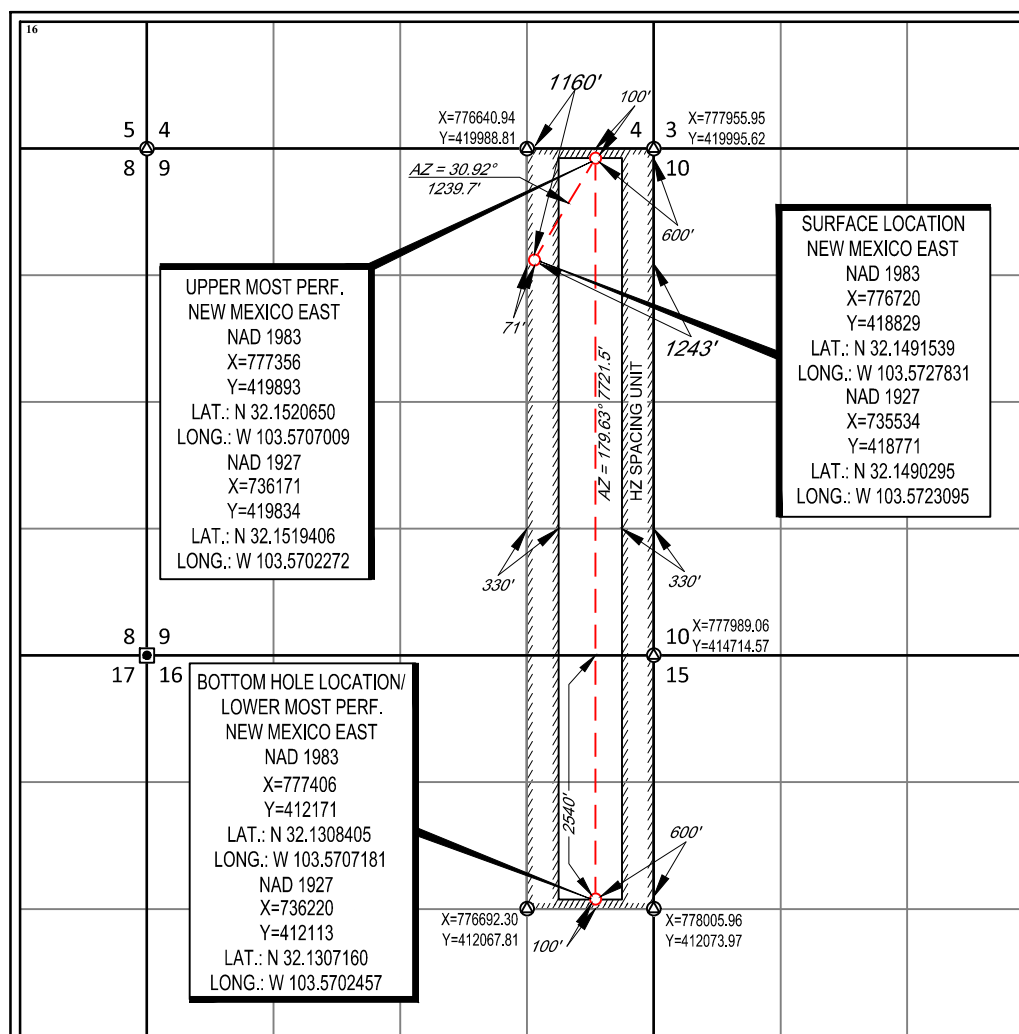 16
1160'
100'
X=776640.94
Y=419988.81
X=777955.95
Y=419995.62
5 4
4 3
8 9
10
AZ = 30.92°
1239.7'
600'
71'
1243'
SURFACE LOCATION
NEW MEXICO EAST
NAD 1983
X=776720
Y=418829
LAT.: N 32.1491539
LONG.: W 103.5727831
NAD 1927
X=735534
Y=418771
LAT.: N 32.1490295
LONG.: W 103.5723095
UPPER MOST PERF.
NEW MEXICO EAST
NAD 1983
X=777356
Y=419893
LAT.: N 32.1520650
LONG.: W 103.5707009
NAD 1927
X=736171
Y=419834
LAT.: N 32.1519406
LONG.: W 103.5702272
AZ = 179.63° 7721.5'
HZ SPACING UNIT
330'
330'
8 9
10
X=777989.06
Y=414714.57
17 16
15
BOTTOM HOLE LOCATION/
LOWER MOST PERF.
NEW MEXICO EAST
NAD 1983
X=777406
Y=412171
LAT.: N 32.1308405
LONG.: W 103.5707181
NAD 1927
X=736220
Y=412113
LAT.: N 32.1307160
LONG.: W 103.5702457
2540'
600'
X=776692.30
Y=412067.81
100'
X=778005.96
Y=412073.97